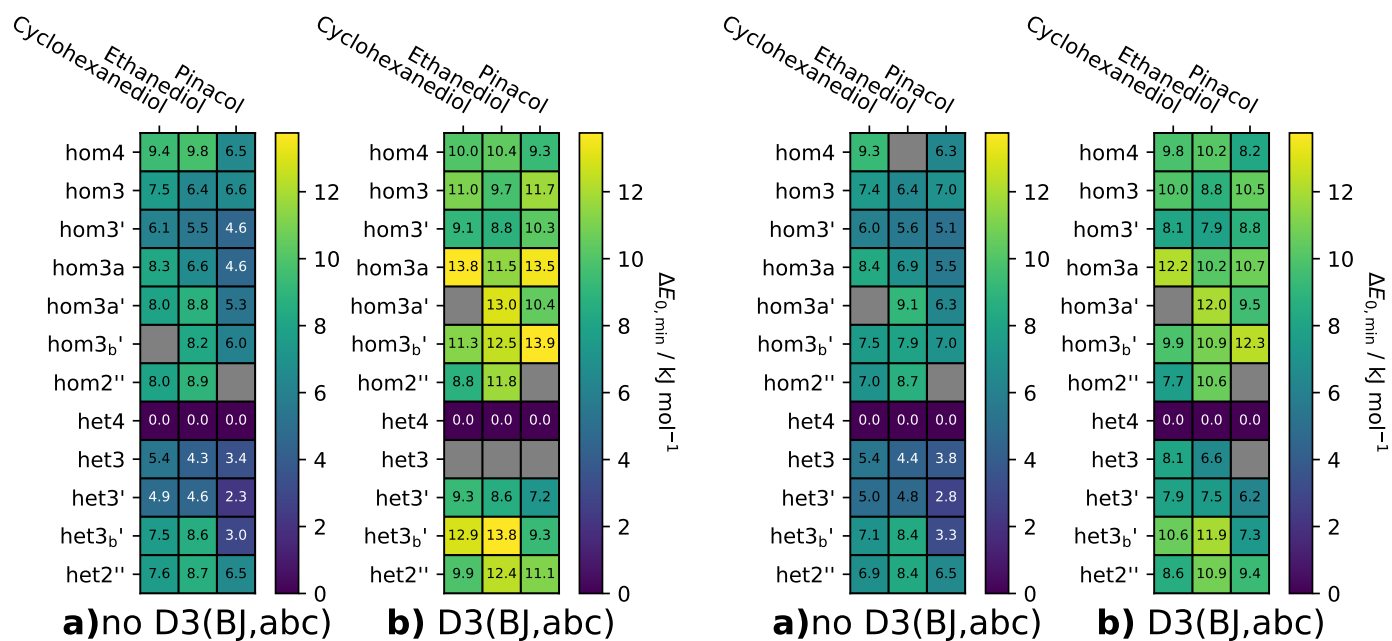 Cyclohexanediol Ethanediol Pinacol Cyclohexanediol Ethanediol Pinacol Cyclohexanediol Ethanediol Pinacol Cyclohexanediol Ethanediol Pinacol
hom4 9.4 9.8 6.5 hom4 10.0 10.4 9.3 hom4 9.3 6.3 hom4 9.8 10.2 8.2
hom3 7.5 6.4 6.6 12 hom3 11.0 9.7 11.7 12 hom3 7.4 6.4 7.0 12 hom3 10.0 8.8 10.5 12
hom3' 6.1 5.5 4.6 hom3' 9.1 8.8 10.3 hom3' 6.0 5.6 5.1 hom3' 8.1 7.9 8.8
hom3a 8.3 6.6 4.6 10 hom3a 13.8 11.5 13.5 10 hom3a 8.4 6.9 5.5 10 hom3a 12.2 10.2 10.7 10
hom3a' 8.0 8.8 5.3 hom3a' 13.0 10.4 hom3a' 9.1 6.3 hom3a' 12.0 9.5
hom3b' 8.2 6.0 8 hom3b' 11.3 12.5 13.9 8 hom3b' 7.5 7.9 7.0 8 hom3b' 9.9 10.9 12.3 8
hom2'' 8.0 8.9 6 hom2'' 8.8 11.8 6 hom2'' 7.0 8.7 6 hom2'' 7.7 10.6 6
het4 0.0 0.0 0.0 het4 0.0 0.0 0.0 het4 0.0 0.0 0.0 het4 0.0 0.0 0.0
het3 5.4 4.3 3.4 4 het3 4 het3 5.4 4.4 3.8 4 het3 8.1 6.6 4
het3' 4.9 4.6 2.3 het3' 9.3 8.6 7.2 het3' 5.0 4.8 2.8 het3' 7.9 7.5 6.2
het3b' 7.5 8.6 3.0 2 het3b' 12.9 13.8 9.3 2 het3b' 7.1 8.4 3.3 2 het3b' 10.6 11.9 7.3 2
het2'' 7.6 8.7 6.5 0 het2'' 9.9 12.4 11.1 0 het2'' 6.9 8.4 6.5 0 het2'' 8.6 10.9 9.4 0
ΔE0,min / kJ mol−1
ΔE0,min / kJ mol−1
a)no D3(BJ,abc) b) D3(BJ,abc) a)no D3(BJ,abc) b) D3(BJ,abc)